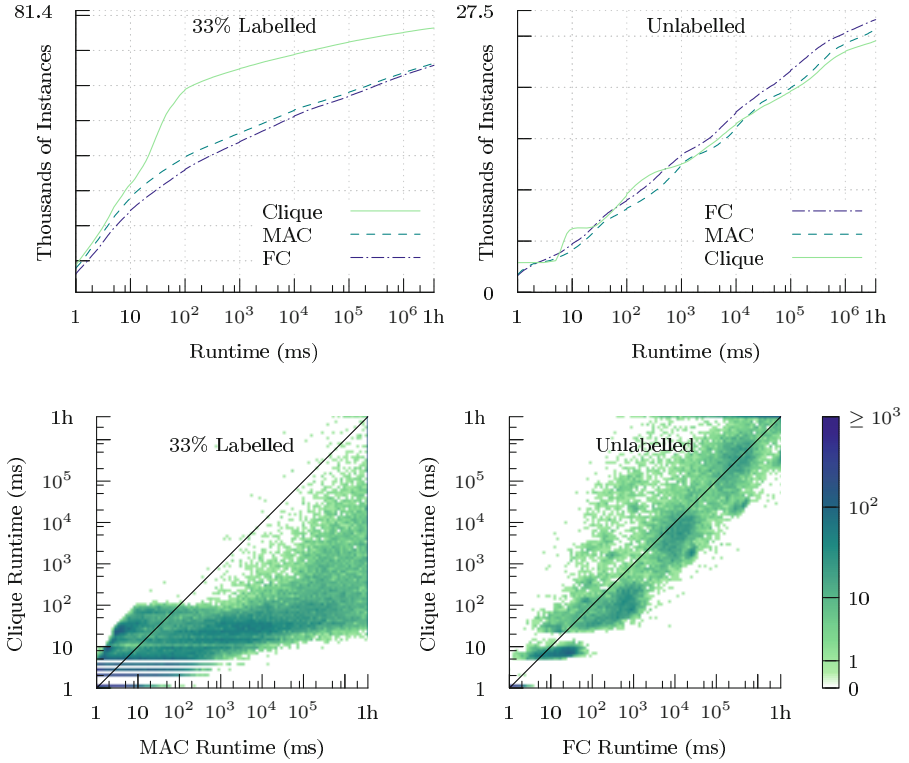 81.4
33% Labelled
Thousands of Instances
Clique
MAC
FC
1 10 10² 10³ 10⁴ 10⁵ 10⁶ 1h
Runtime (ms)
27.5
Unlabelled
Thousands of Instances
FC
MAC
Clique
0
1 10 10² 10³ 10⁴ 10⁵ 10⁶ 1h
Runtime (ms)
1h
33% Labelled
10⁵
10⁴
10³
10²
10
1
Clique Runtime (ms)
1 10 10² 10³ 10⁴ 10⁵ 1h
MAC Runtime (ms)
1h
Unlabelled
10⁵
10⁴
10³
10²
10
1
Clique Runtime (ms)
1 10 10² 10³ 10⁴ 10⁵ 1h
FC Runtime (ms)
≥ 10³
10²
10
1
0